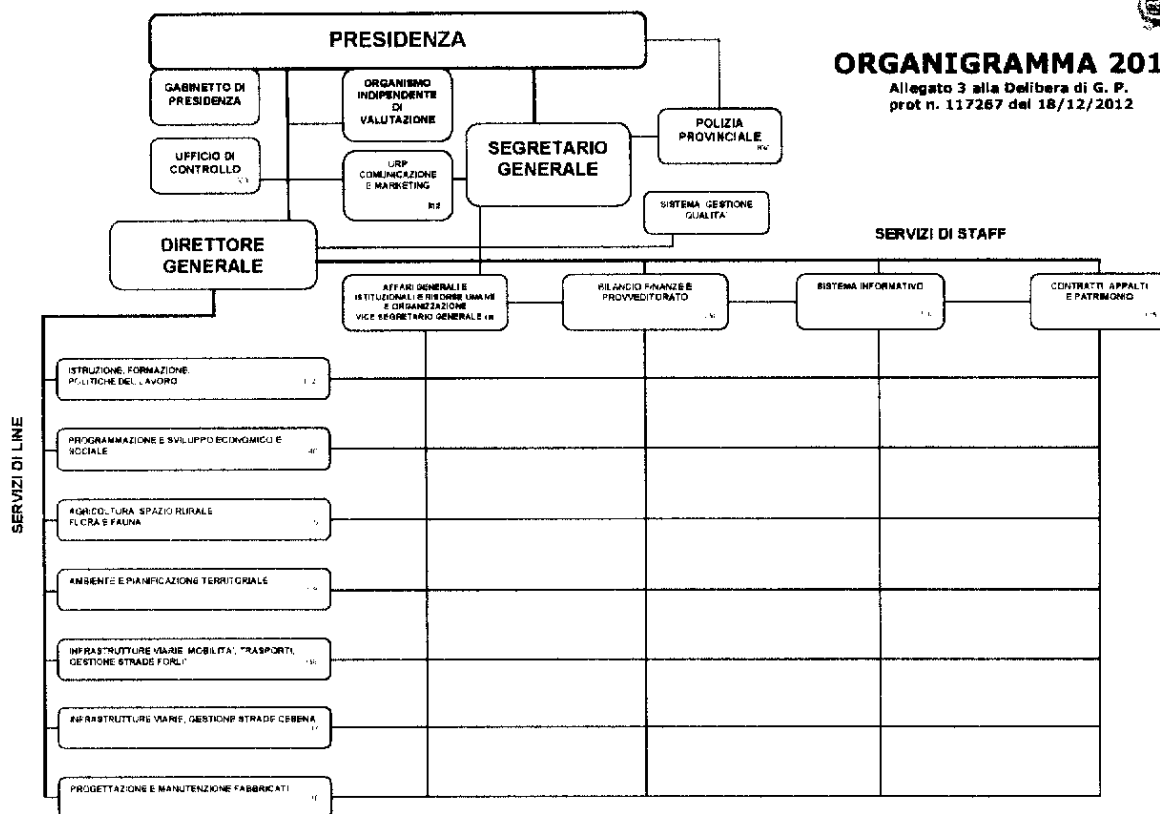 PRESIDENZA
ORGANIGRAMMA 201
Allegato 3 alla Delibera di G. P.
prot n. 117267 del 18/12/2012
GABINETTO DI
PRESIDENZA
ORGANISMO
INDIPENDENTE
DI
VALUTAZIONE
SEGRETARIO
GENERALE
POLIZIA
PROVINCIALE
UFFICIO DI
CONTROLLO
URP
COMUNICAZIONE
E MARKETING
SISTEMA GESTIONE
QUALITA'
DIRETTORE
GENERALE
SERVIZI DI STAFF
AFFARI GENERALI E
ISTITUZIONALI E RISORSE UMANE
E ORGANIZZAZIONE
VICE SEGRETARIO GENERALE
BILANCIO FINANZE E
PROVVEDITORATO
SISTEMA INFORMATIVO
CONTRATTI APPALTI
E PATRIMONIO
SERVIZI DI LINE
ISTRUZIONE, FORMAZIONE,
POLITICHE DEL LAVORO
PROGRAMMAZIONE E SVILUPPO ECONOMICO E
SOCIALE
AGRICOLTURA SPAZIO RURALE
FLORA E FAUNA
AMBIENTE E PIANIFICAZIONE TERRITORIALE
INFRASTRUTTURE VIARIE MOBILITA', TRASPORTI,
GESTIONE STRADE FORLI'
INFRASTRUTTURE VIARIE, GESTIONE STRADE CESENA
PROGETTAZIONE E MANUTENZIONE FABBRICATI